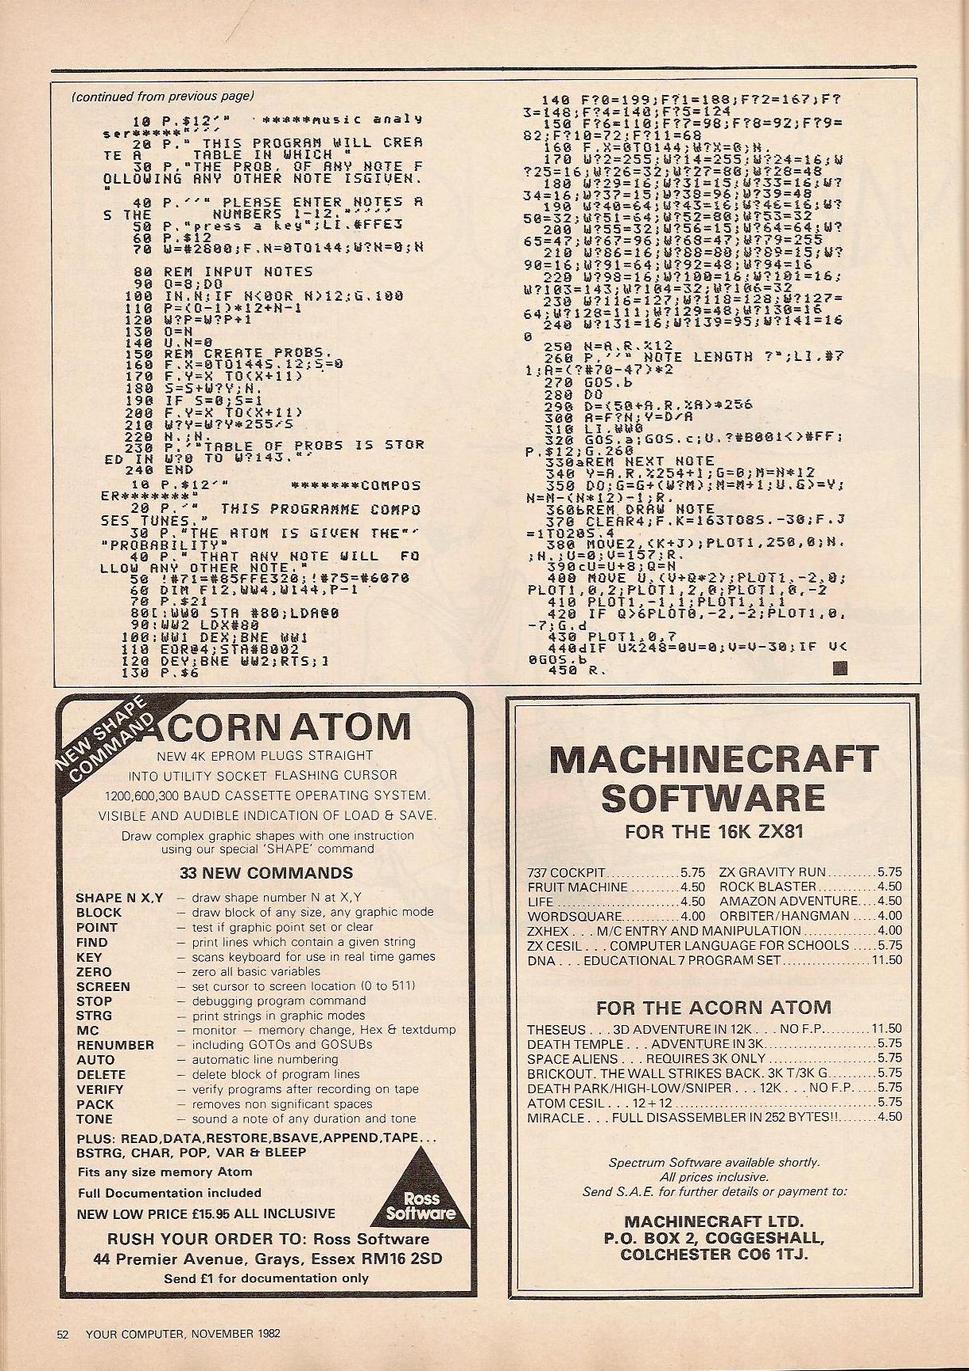 (continued from previous page)
10 P.$12'" *****music analy
ser*****"'''
20 P." THIS PROGRAM WILL CREA
TE A TABLE IN WHICH "
30 P."THE PROB. OF ANY NOTE F
OLLOWING ANY OTHER NOTE ISGIVEN.
"
40 P.''" PLEASE ENTER NOTES A
S THE NUMBERS 1-12."''''
50 P."press a key";LI.#FFE3
60 P.$12
70 W=#2800;F.N=0TO144;W?N=0;N
80 REM INPUT NOTES
90 O=8;DO
100 IN.N;IF N<0OR N>12;G.100
110 P=(O-1)*12+N-1
120 W?P=W?P+1
130 O=N
140 U.N=0
150 REM CREATE PROBS.
160 F.X=0TO144S.12;S=0
170 F.Y=X TO(X+11)
180 S=S+W?Y;N.
190 IF S=0;S=1
200 F.Y=X TO(X+11)
210 W?Y=W?Y*255/S
220 N.;N.
230 P.'"TABLE OF PROBS IS STOR
ED IN W?0 TO W?143."'
240 END
10 P.$12'" *******COMPOS
ER*******"
20 P.'" THIS PROGRAMME COMPO
SES TUNES."
30 P."THE ATOM IS GIVEN THE"'
"PROBABILITY"
40 P." THAT ANY NOTE WILL FO
LLOW ANY OTHER NOTE."
50 !#71=#85FFE320;!#75=#6070
60 DIM F12,WW4,W144,P-1
70 P.$21
80[;WW0 STA #80;LDA@0
90:WW2 LDX#80
100:WW1 DEX;BNE WW1
110 EOR@4;STA#B002
120 DEY;BNE WW2;RTS;]
130 P.$6
140 F?0=199;F?1=188;F?2=167;F?
3=148;F?4=140;F?5=124
150 F?6=110;F?7=98;F?8=92;F?9=
82;F?10=72;F?11=68
160 F.X=0TO144;W?X=0;N.
170 W?2=255;W?14=255;W?24=16;W
?25=16;W?26=32;W?27=80;W?28=48
180 W?29=16;W?31=15;W?33=16;W?
34=16;W?37=15;W?38=96;W?39=48
190 W?40=64;W?43=16;W?46=16;W?
50=32;W?51=64;W?52=80;W?53=32
200 W?55=32;W?56=15;W?64=64;W?
65=47;W?67=96;W?68=47;W?79=255
210 W?86=16;W?88=80;W?89=15;W?
90=16;W?91=64;W?92=48;W?94=16
220 W?98=16;W?100=16;W?101=16;
W?103=143;W?104=32;W?106=32
230 W?116=127;W?118=128;W?127=
64;W?128=111;W?129=48;W?130=16
240 W?131=16;W?139=95;W?141=16
0
250 N=A.R.%12
260 P.'''" NOTE LENGTH ?";LI.#7
1;A=(?#70-47)*2
270 GOS.b
280 DO
290 D=(50+A.R.%A)*256
300 A=F?N;Y=D/A
310 LI.WW0
320 GOS.a;GOS.c;U.?#B001<>#FF;
P.$12;G.260
330aREM NEXT NOTE
340 Y=A.R.%254+1;G=0;M=N*12
350 DO;G=G+(W?M);M=M+1;U.G>=Y;
N=M-(N*12)-1;R.
360bREM DRAW NOTE
370 CLEAR4;F.K=163TO8S.-30;F.J
=1TO20S.4
380 MOVE2,(K+J);PLOT1,250,0;N.
;N.;U=0;V=157;R.
390cU=U+8;Q=N
400 MOVE U,(V+Q*2);PLOT1,-2,0;
PLOT1,0,2;PLOT1,2,0;PLOT1,0,-2
410 PLOT1,-1,1;PLOT1,1,1
420 IF Q>6PLOT0,-2,-2;PLOT1,0,
-7;G.d
430 PLOT1,0,7
440dIF U%248=0U=0;V=V-30;IF V<
0GOS.b
450 R.
NEW SHAPE
COMMAND
ACORN ATOM
NEW 4K EPROM PLUGS STRAIGHT
INTO UTILITY SOCKET FLASHING CURSOR
1200,600,300 BAUD CASSETTE OPERATING SYSTEM.
VISIBLE AND AUDIBLE INDICATION OF LOAD & SAVE.
Draw complex graphic shapes with one instruction
using our special 'SHAPE' command
33 NEW COMMANDS
SHAPE N X,Y – draw shape number N at X,Y
BLOCK – draw block of any size, any graphic mode
POINT – test if graphic point set or clear
FIND – print lines which contain a given string
KEY – scans keyboard for use in real time games
ZERO – zero all basic variables
SCREEN – set cursor to screen location (0 to 511)
STOP – debugging program command
STRG – print strings in graphic modes
MC – monitor – memory change, Hex & textdump
RENUMBER – including GOTOs and GOSUBs
AUTO – automatic line numbering
DELETE – delete block of program lines
VERIFY – verify programs after recording on tape
PACK – removes non significant spaces
TONE – sound a note of any duration and tone
PLUS: READ,DATA,RESTORE,BSAVE,APPEND,TAPE...
BSTRG, CHAR, POP, VAR & BLEEP
Fits any size memory Atom
Full Documentation included
NEW LOW PRICE £15.95 ALL INCLUSIVE
Ross
Software
RUSH YOUR ORDER TO: Ross Software
44 Premier Avenue, Grays, Essex RM16 2SD
Send £1 for documentation only
MACHINECRAFT
SOFTWARE
FOR THE 16K ZX81
737 COCKPIT..............5.75 ZX GRAVITY RUN..........5.75
FRUIT MACHINE ..........4.50 ROCK BLASTER............4.50
LIFE..............................4.50 AMAZON ADVENTURE....4.50
WORDSQUARE............4.00 ORBITER/HANGMAN .....4.00
ZXHEX . . . M/C ENTRY AND MANIPULATION ...............4.00
ZX CESIL . . . COMPUTER LANGUAGE FOR SCHOOLS .....5.75
DNA . . . EDUCATIONAL 7 PROGRAM SET..................11.50
FOR THE ACORN ATOM
THESEUS . . . 3D ADVENTURE IN 12K . . . NO F.P..........11.50
DEATH TEMPLE . . . ADVENTURE IN 3K.......................5.75
SPACE ALIENS . . . REQUIRES 3K ONLY.......................5.75
BRICKOUT. THE WALL STRIKES BACK. 3K T/3K G..........5.75
DEATH PARK/HIGH-LOW/SNIPER . . . 12K . . . NO F.P.....5.75
ATOM CESIL . . . 12 + 12..........................................5.75
MIRACLE . . . FULL DISASSEMBLER IN 252 BYTES!!........4.50
Spectrum Software available shortly.
All prices inclusive.
Send S.A.E. for further details or payment to:
MACHINECRAFT LTD.
P.O. BOX 2, COGGESHALL,
COLCHESTER CO6 1TJ.
52 YOUR COMPUTER, NOVEMBER 1982